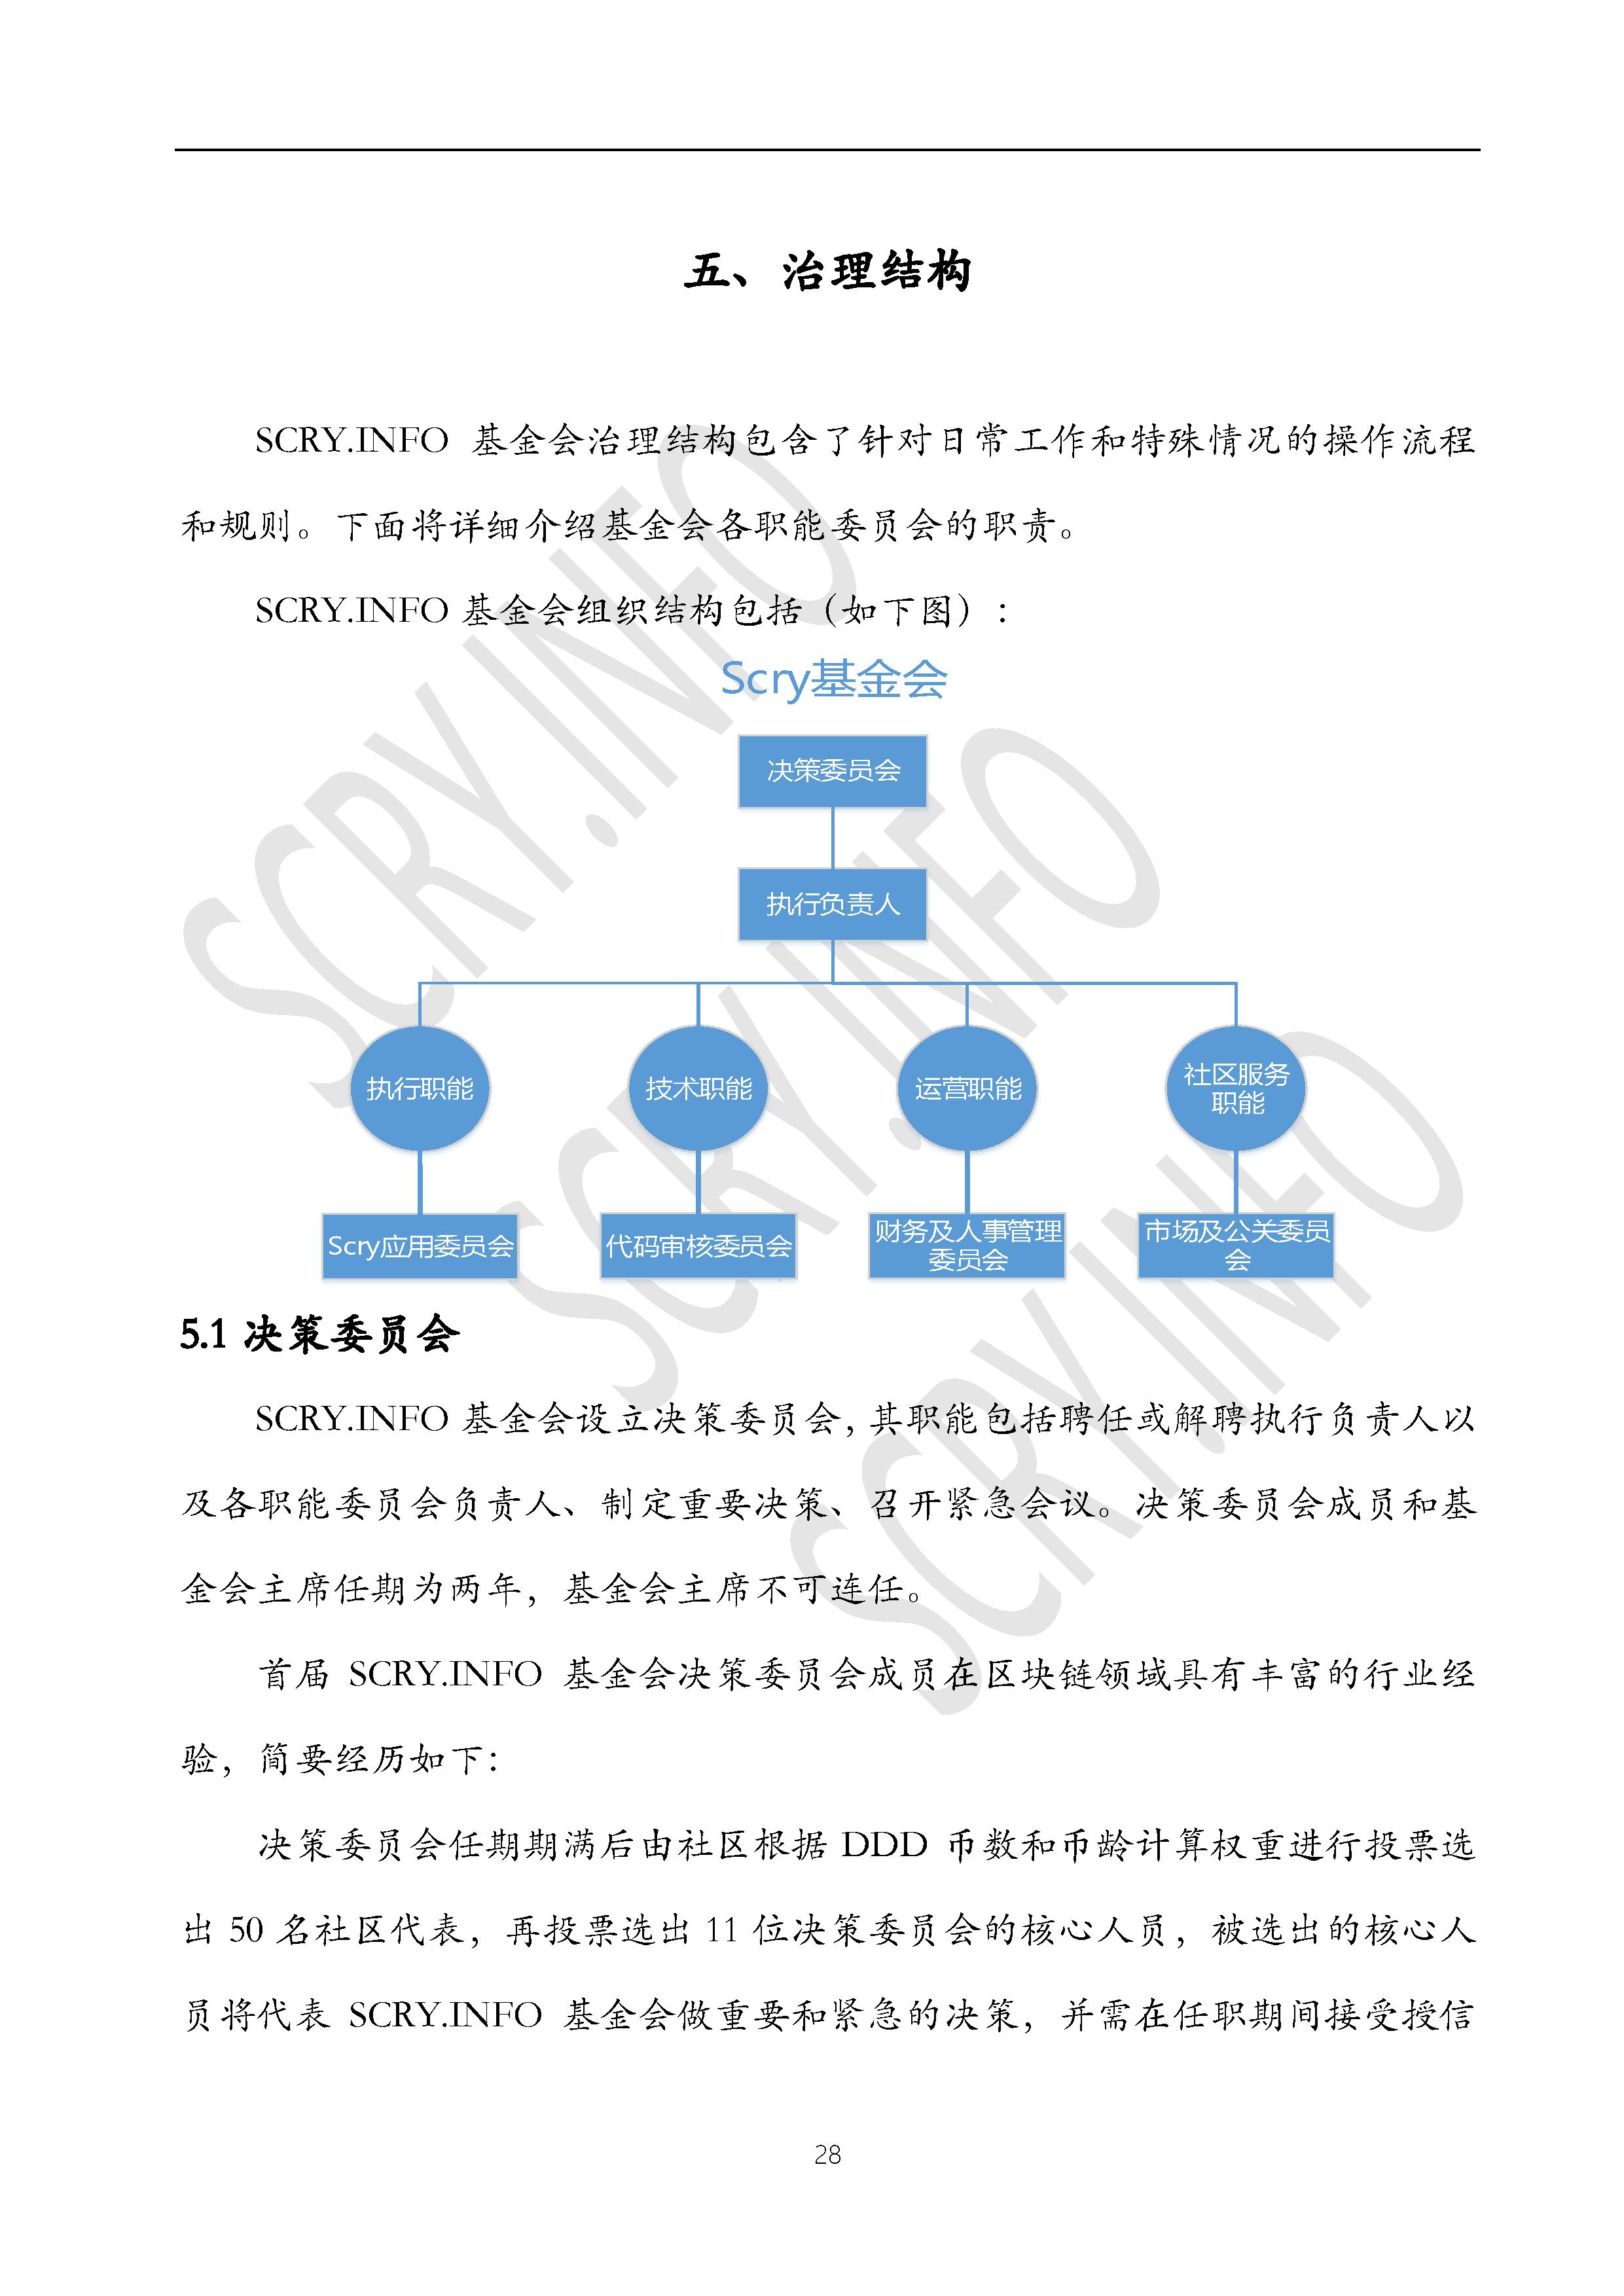 五、治理结构
SCRY.INFO 基金会治理结构包含了针对日常工作和特殊情况的操作流程
和规则。下面将详细介绍基金会各职能委员会的职责。
SCRY.INFO 基金会组织结构包括（如下图）:
Scry基金会
决策委员会
执行负责人
执行职能
技术职能
运营职能
社区服务
职能
Scry应用委员会
代码审核委员会
财务及人事管理
委员会
市场及公关委员
会
5.1 决策委员会
SCRY.INFO 基金会设立决策委员会, 其职能包括聘任或解聘执行负责人以
及各职能委员会负责人、制定重要决策、召开紧急会议。决策委员会成员和基
金会主席任期为两年，基金会主席不可连任。
首届 SCRY.INFO 基金会决策委员会成员在区块链领域具有丰富的行业经
验，简要经历如下:
决策委员会任期期满后由社区根据 DDD 币数和币龄计算权重进行投票选
出 50 名社区代表，再投票选出 11 位决策委员会的核心人员，被选出的核心人
员将代表 SCRY.INFO 基金会做重要和紧急的决策，并需在任职期间接受授信
28
SCRY.INFO
SCRY.INFO
SCRY.INFO